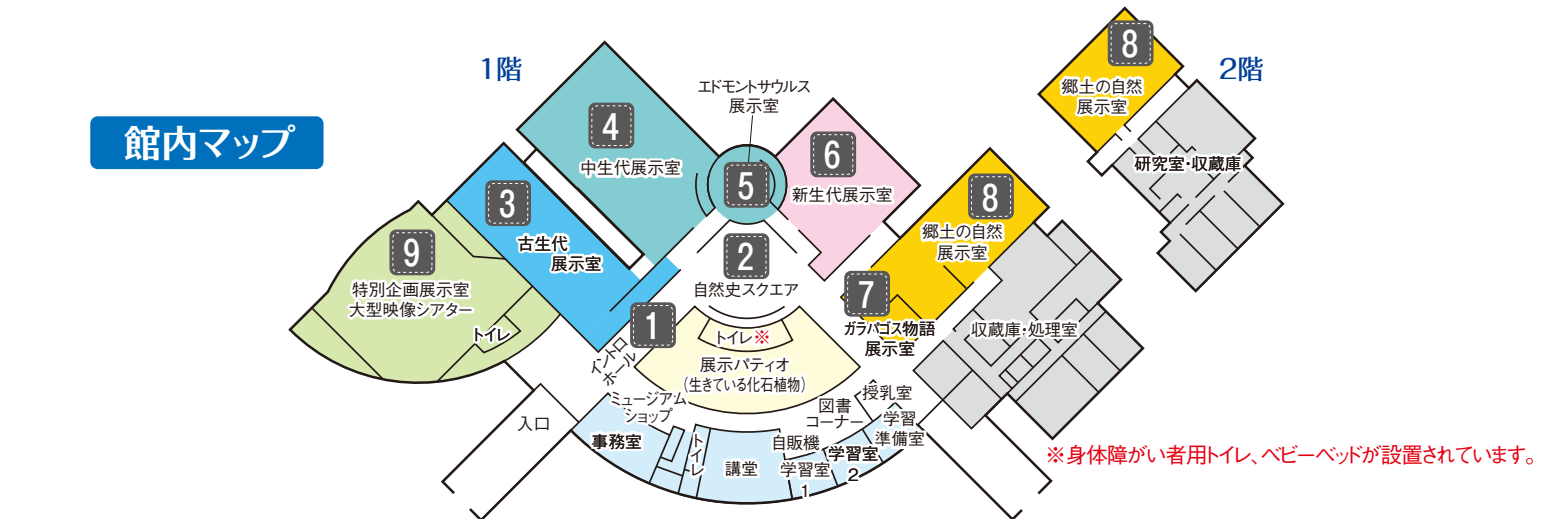 館内マップ
1階
2階
エドモントサウルス
展示室
8
郷土の自然
展示室
研究室・収蔵庫
4
中生代展示室
5
6
新生代展示室
3
古生代
展示室
8
郷土の自然
展示室
9
特別企画展示室
大型映像シアター
トイレ
2
自然史スクエア
7
ガラパゴス物語
展示室
収蔵庫・処理室
1
イントロ
ホール
トイレ※
展示パティオ
(生きている化石植物)
入口
ミュージアム
ショップ
事務室
トイレ
講堂
自販機
学習室
1
学習室
2
図書
コーナー
授乳室
学習
準備室
※身体障がい者用トイレ、ベビーベッドが設置されています。